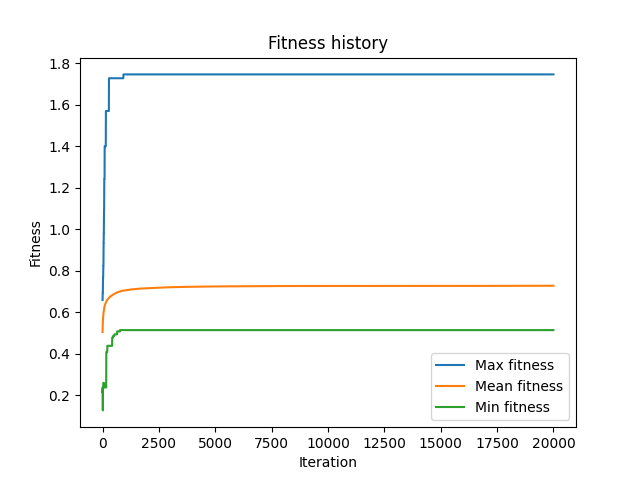 Fitness history
1.8
1.6
1.4
1.2
1.0
0.8
0.6
0.4
0.2
Fitness
Max fitness
Mean fitness
Min fitness
0 2500 5000 7500 10000 12500 15000 17500 20000
Iteration